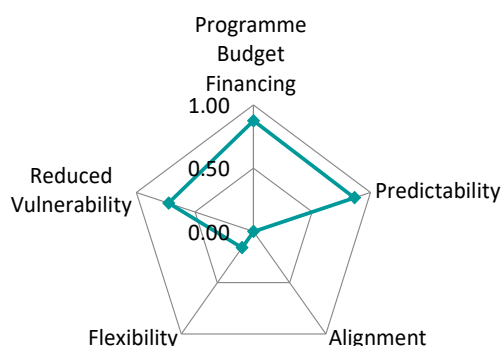 Programme
Budget
Financing
1.00
0.50
0.00
Reduced
Vulnerability
Predictability
Flexibility
Alignment